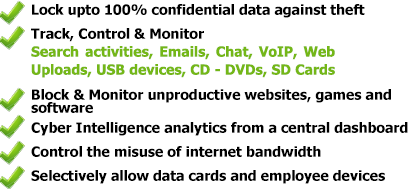 Lock upto 100% confidential data against theft
Track, Control & Monitor
Search activities, Emails, Chat, VoIP, Web
Uploads, USB devices, CD - DVDs, SD Cards
Block & Monitor unproductive websites, games and
software
Cyber Intelligence analytics from a central dashboard
Control the misuse of internet bandwidth
Selectively allow data cards and employee devices